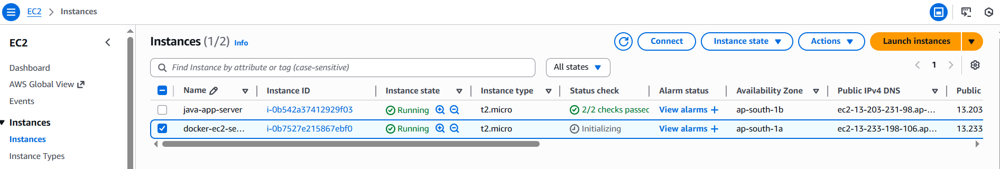 EC2 > Instances
EC2
Dashboard
AWS Global View
Events
Instances
Instances
Instance Types
Instances (1/2) Info
Connect
Instance state
Actions
Launch instances
Find Instance by attribute or tag (case-sensitive)
All states
1
Name Instance ID Instance state Instance type Status check Alarm status Availability Zone Public IPv4 DNS Public
java-app-server i-0b542a37412929f03 Running t2.micro 2/2 checks passed View alarms + ap-south-1b ec2-13-203-231-98.ap-... 13.203
docker-ec2-se... i-0b7527e215867ebf0 Running t2.micro Initializing View alarms + ap-south-1a ec2-13-233-198-106.ap... 13.233